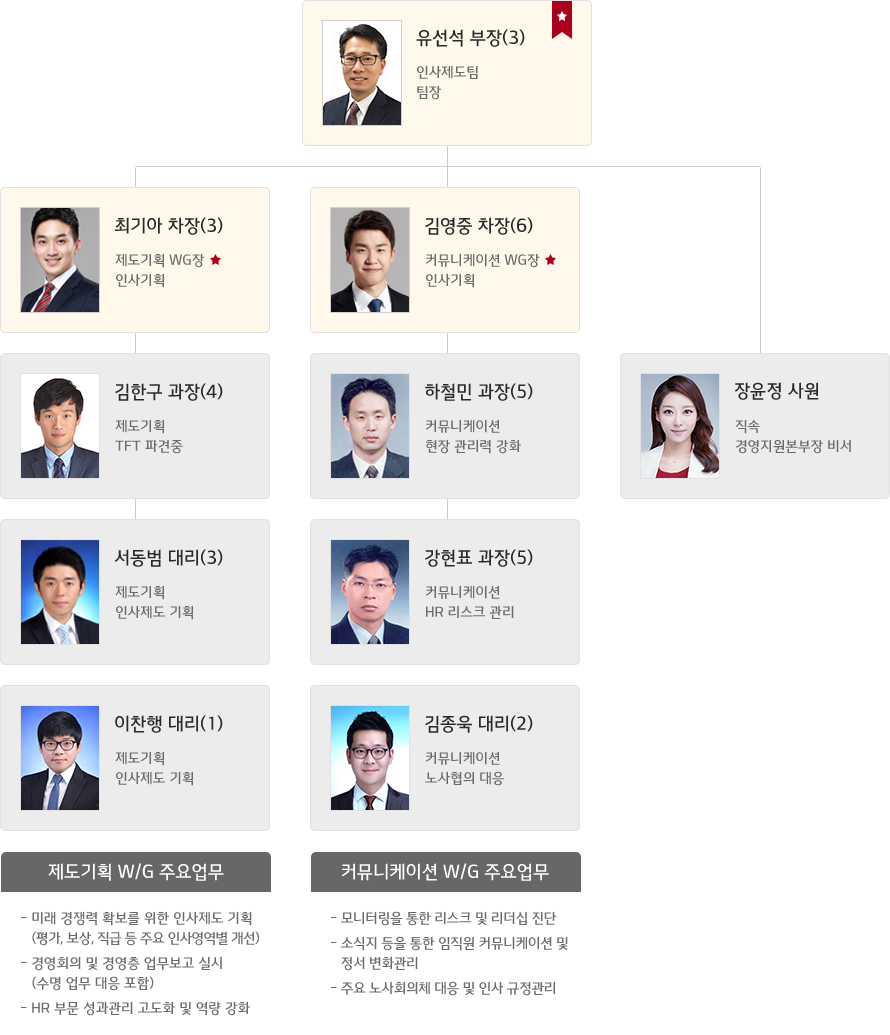 유선석 부장(3)
인사제도팀
팀장
최기아 차장(3)
제도기획 WG장
인사기획
김영중 차장(6)
커뮤니케이션 WG장
인사기획
김한구 과장(4)
제도기획
TFT 파견중
하철민 과장(5)
커뮤니케이션
현장 관리력 강화
장윤정 사원
직속
경영지원본부장 비서
서동범 대리(3)
제도기획
인사제도 기획
강현표 과장(5)
커뮤니케이션
HR 리스크 관리
이찬행 대리(1)
제도기획
인사제도 기획
김종욱 대리(2)
커뮤니케이션
노사협의 대응
제도기획 W/G 주요업무
- 미래 경쟁력 확보를 위한 인사제도 기획
(평가, 보상, 직급 등 주요 인사영역별 개선)
- 경영회의 및 경영층 업무보고 실시
(수명 업무 대응 포함)
- HR 부문 성과관리 고도화 및 역량 강화
커뮤니케이션 W/G 주요업무
- 모니터링을 통한 리스크 및 리더십 진단
- 소식지 등을 통한 임직원 커뮤니케이션 및
정서 변화관리
- 주요 노사회의체 대응 및 인사 규정관리